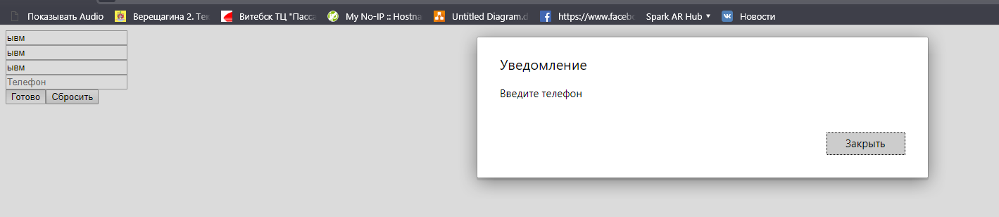 Показывать Audio Верещагина 2. Тек Витебск ТЦ "Пасса My No-IP :: Hostna Untitled Diagram.d https://www.facebo Spark AR Hub Новости
ывм
ывм
ывм
Телефон
Готово Сбросить
Уведомление
Введите телефон
Закрыть